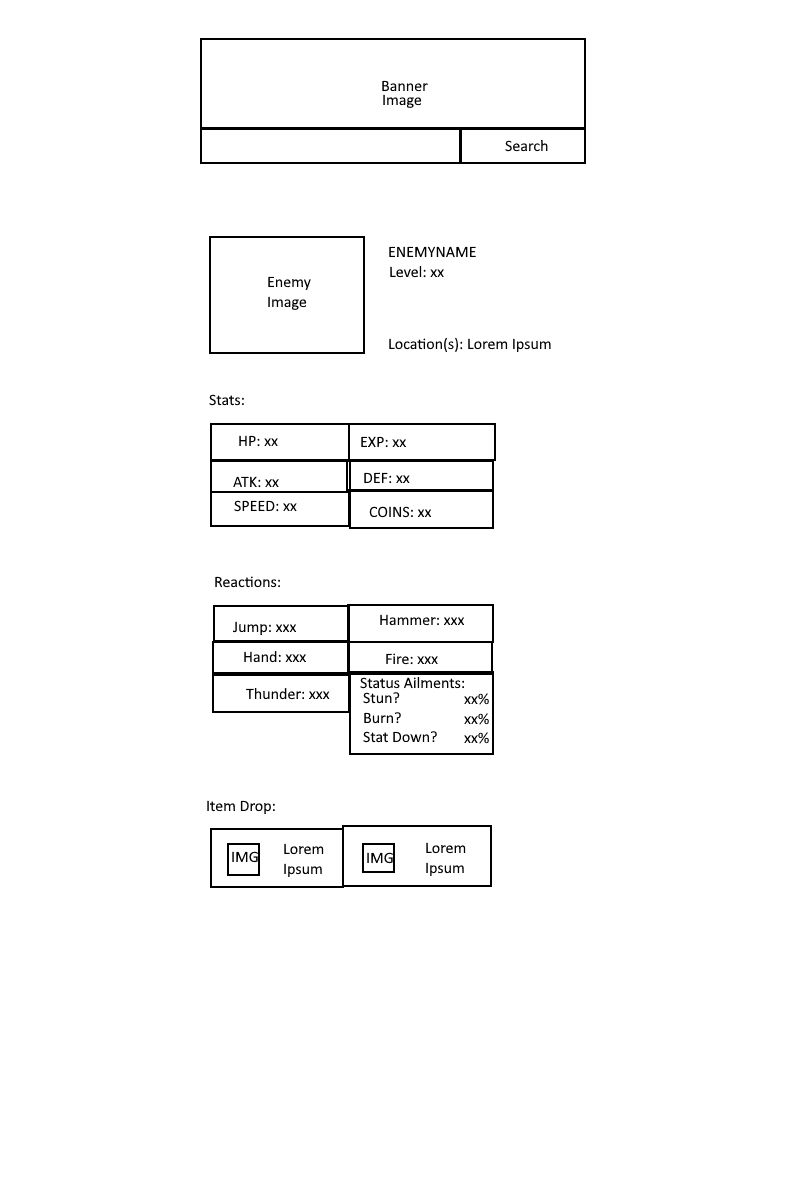 Banner
Image
Search
Enemy
Image
ENEMYNAME
Level: xx
Location(s): Lorem Ipsum
Stats:
HP: xx
EXP: xx
ATK: xx
DEF: xx
SPEED: xx
COINS: xx
Reactions:
Jump: xxx
Hammer: xxx
Hand: xxx
Fire: xxx
Thunder: xxx
Status Ailments:
Stun? xx%
Burn? xx%
Stat Down? xx%
Item Drop:
IMG
Lorem
Ipsum
IMG
Lorem
Ipsum